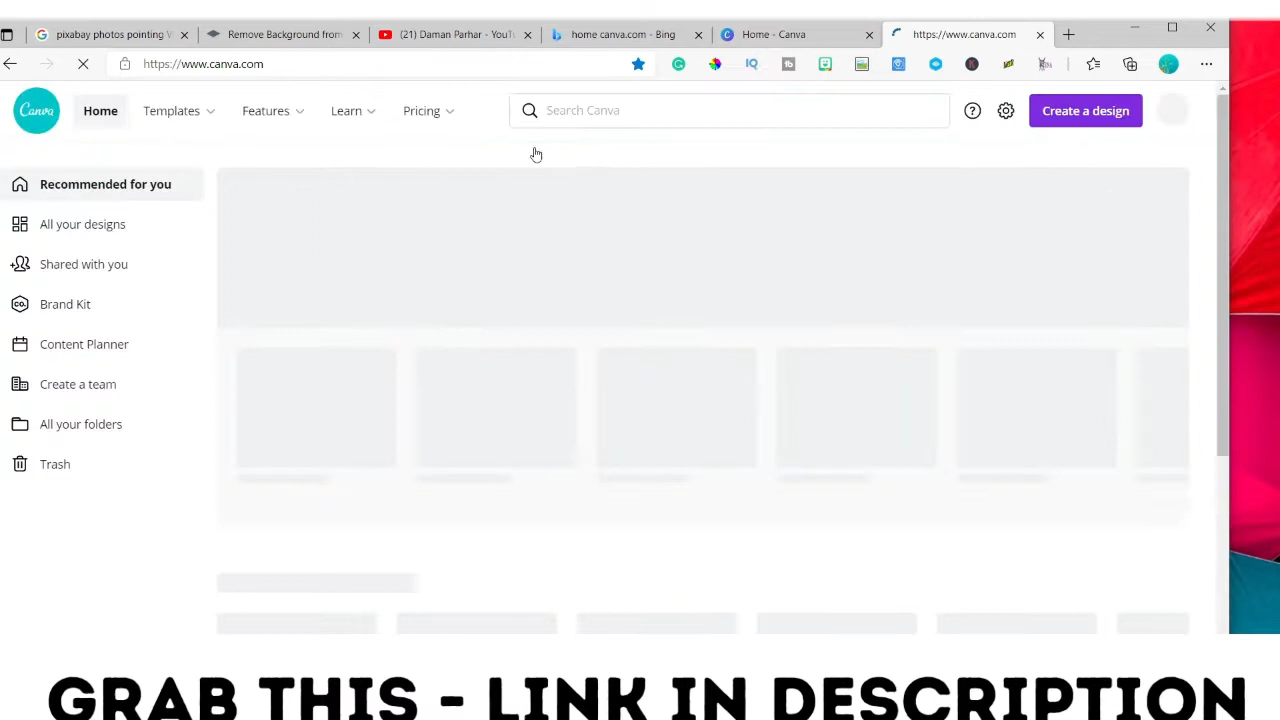 pixabay photos pointing
Remove Background from
(21) Daman Parhar - YouTu
home canva.com - Bing
Home - Canva
https://www.canva.com
https://www.canva.com
Canva
Home
Templates
Features
Learn
Pricing
Search Canva
Create a design
Recommended for you
All your designs
Shared with you
Brand Kit
Content Planner
Create a team
All your folders
Trash
GRAB THIS - LINK IN DESCRIPTION